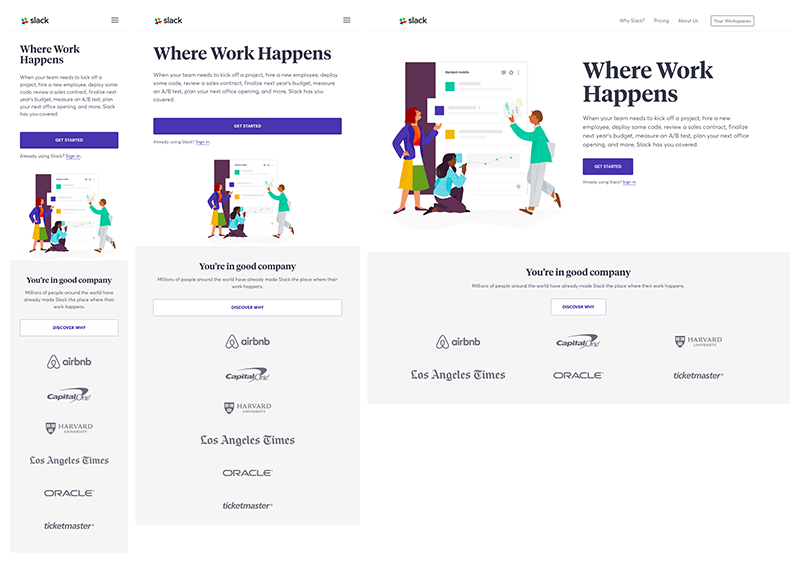 slack
Where Work
Happens
When your team needs to kick off a
project, hire a new employee, deploy some
code, review a sales contract, finalize
next year's budget, measure an A/B test,
plan your next office opening, and more, Slack
has you covered.
GET STARTED
Already using Slack? Sign in.
You're in good company
Millions of people around the world have
already made Slack the place where their
work happens.
DISCOVER WHY
airbnb
Capital One
HARVARD
UNIVERSITY
Los Angeles Times
ORACLE
ticketmaster
slack
Where Work Happens
When your team needs to kick off a project, hire a new employee, deploy
some code, review a sales contract, finalize next year's budget, measure
an A/B test, plan your next office opening, and more, Slack has you
covered.
GET STARTED
Already using Slack? Sign in.
You're in good company
Millions of people around the world have already made Slack the place where their
work happens.
DISCOVER WHY
airbnb
Capital One
HARVARD
UNIVERSITY
Los Angeles Times
ORACLE
ticketmaster
slack
Why Slack?
Pricing
About Us
Your Workspaces
Where Work
Happens
When your team needs to kick off a project, hire a new
employee, deploy some code, review a sales contract, finalize
next year's budget, measure an A/B test, plan your next office
opening, and more, Slack has you covered.
GET STARTED
Already using Slack? Sign in.
You're in good company
Millions of people around the world have already made Slack the place where their work happens.
DISCOVER WHY
airbnb
Capital One
HARVARD
UNIVERSITY
Los Angeles Times
ORACLE
ticketmaster